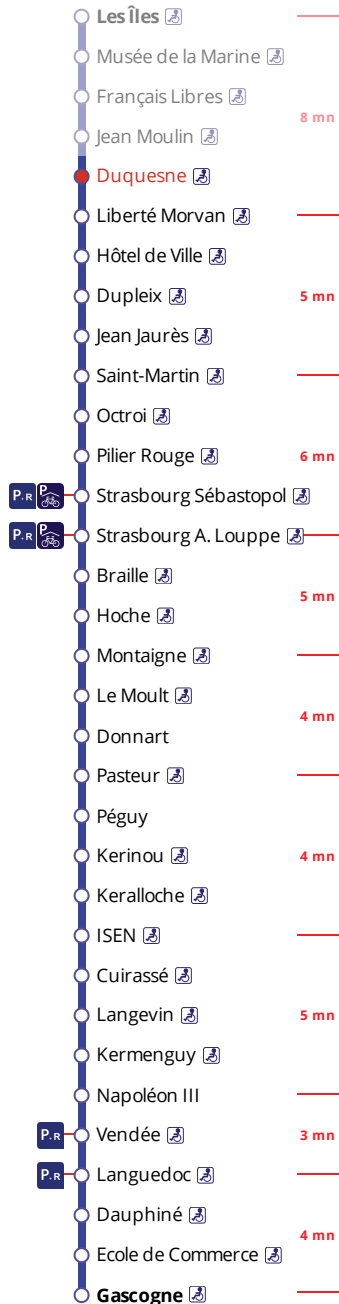 Les Îles
Musée de la Marine
Français Libres
8 mn
Jean Moulin
Duquesne
Liberté Morvan
Hôtel de Ville
Dupleix 5 mn
Jean Jaurès
Saint-Martin
Octroi
Pilier Rouge 6 mn
P+R P Strasbourg Sébastopol
P+R P Strasbourg A. Louppe
Braille
5 mn
Hoche
Montaigne
Le Moult
4 mn
Donnart
Pasteur
Péguy
Kerinou 4 mn
Keralloche
ISEN
Cuirassé
Langevin 5 mn
Kermenguy
Napoléon III
P+R Vendée 3 mn
P+R Languedoc
Dauphiné
4 mn
Ecole de Commerce
Gascogne